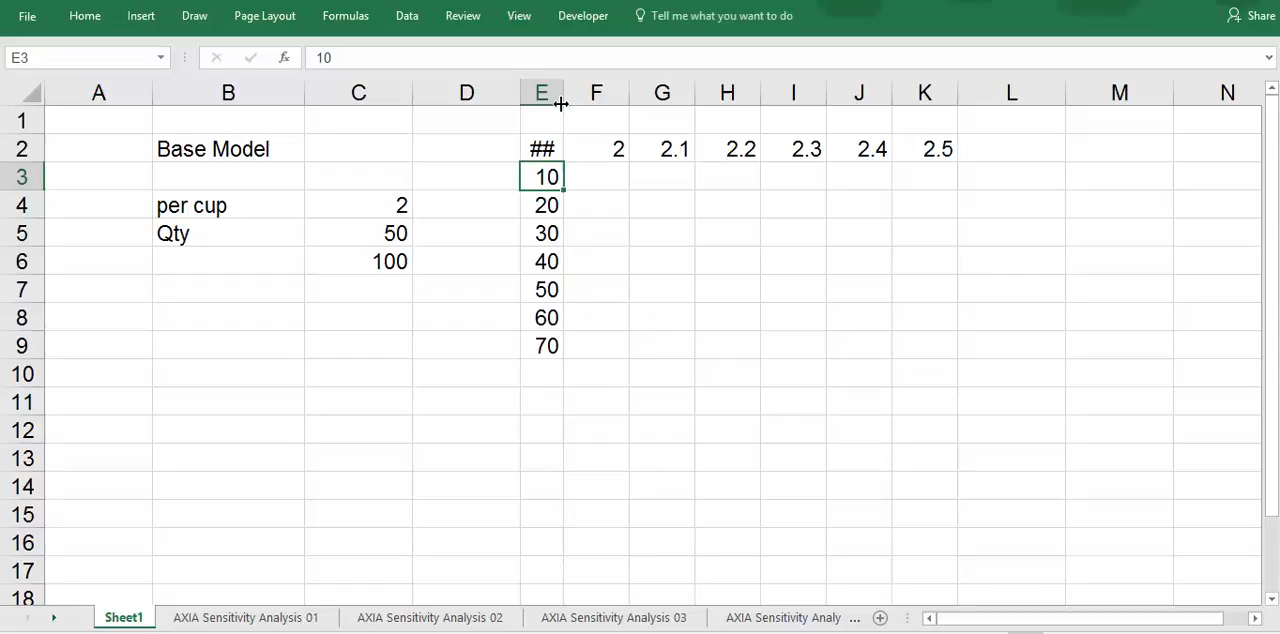 File Home Insert Draw Page Layout Formulas Data Review View Developer Tell me what you want to do Share
E3 fx 10
A B C D E F G H I J K L M N
1
2 Base Model ## 2 2.1 2.2 2.3 2.4 2.5
3 10
4 per cup 2 20
5 Qty 50 30
6 100 40
7 50
8 60
9 70
10
11
12
13
14
15
16
17
18
Sheet1 AXIA Sensitivity Analysis 01 AXIA Sensitivity Analysis 02 AXIA Sensitivity Analysis 03 AXIA Sensitivity Analy ...